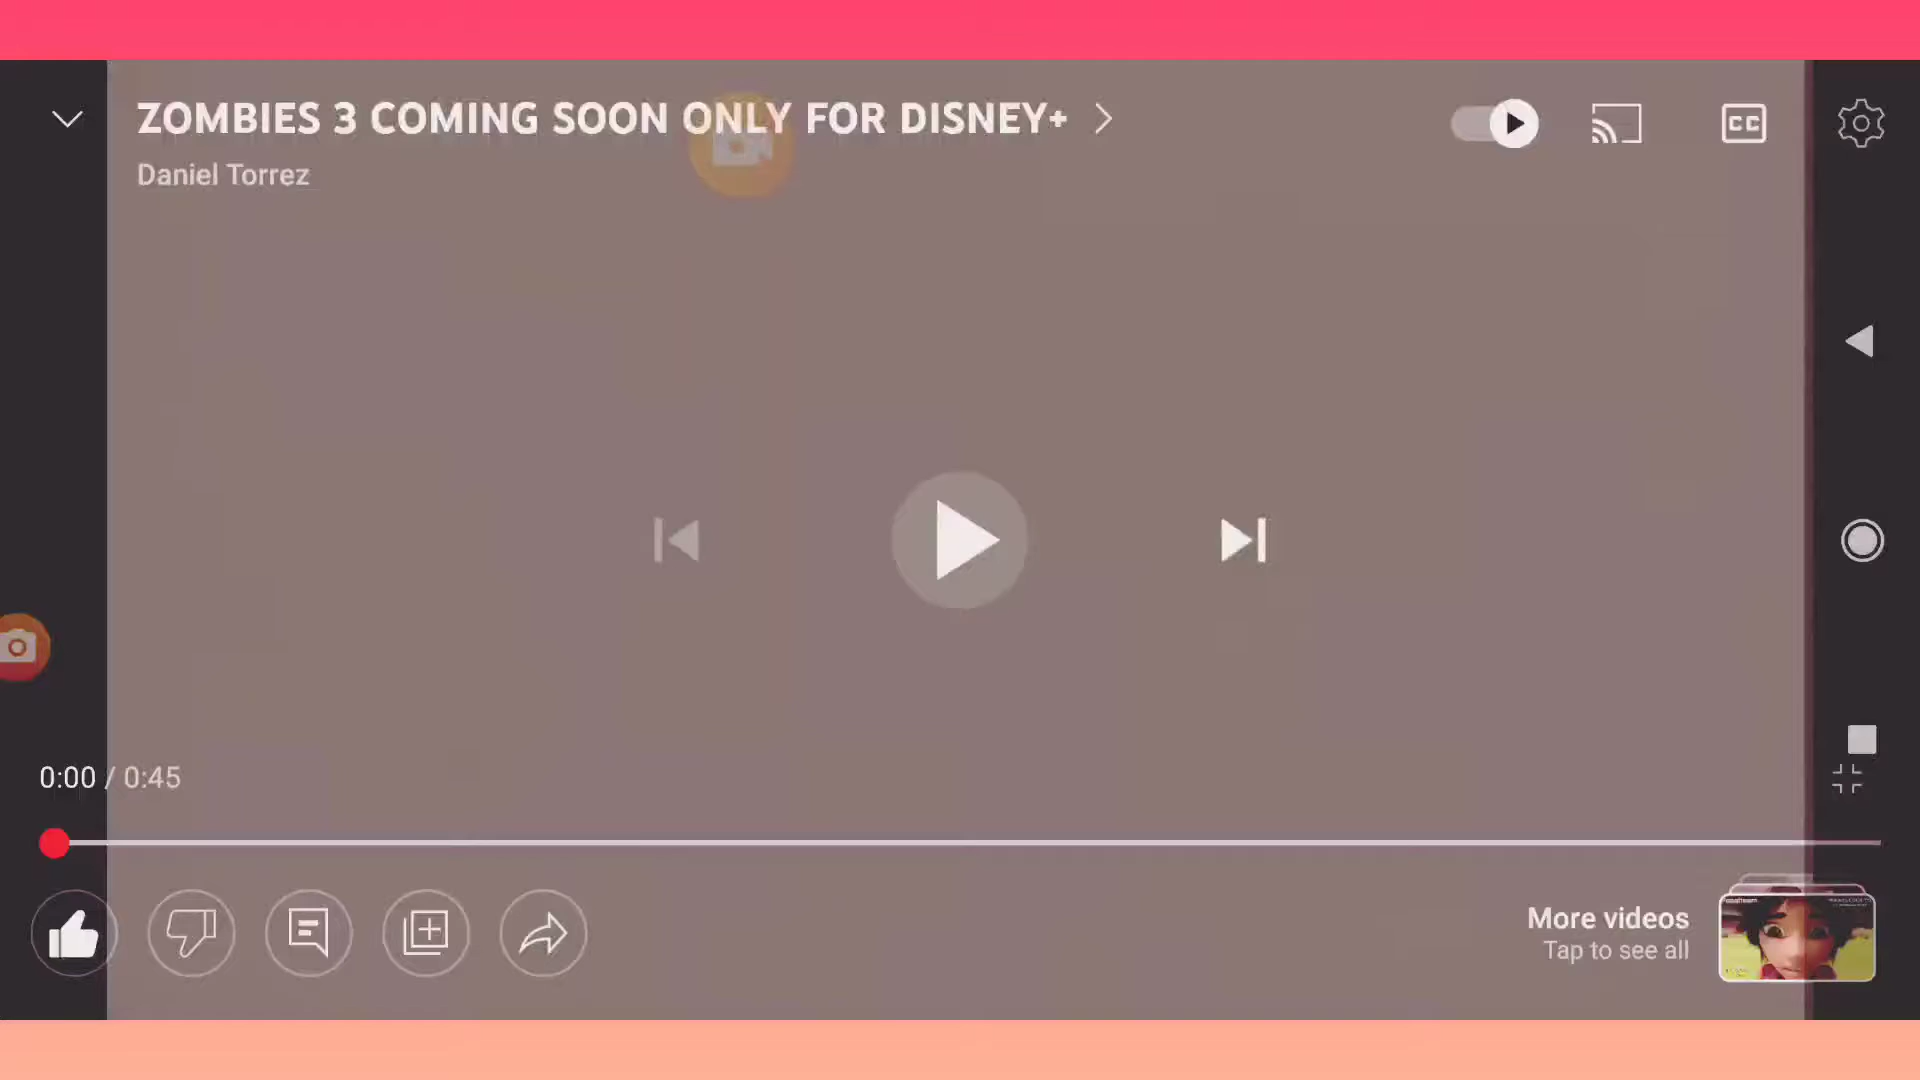 ZOMBIES 3 COMING SOON ONLY FOR DISNEY+
Daniel Torrez
CC
0:00 / 0:45
More videos
Tap to see all